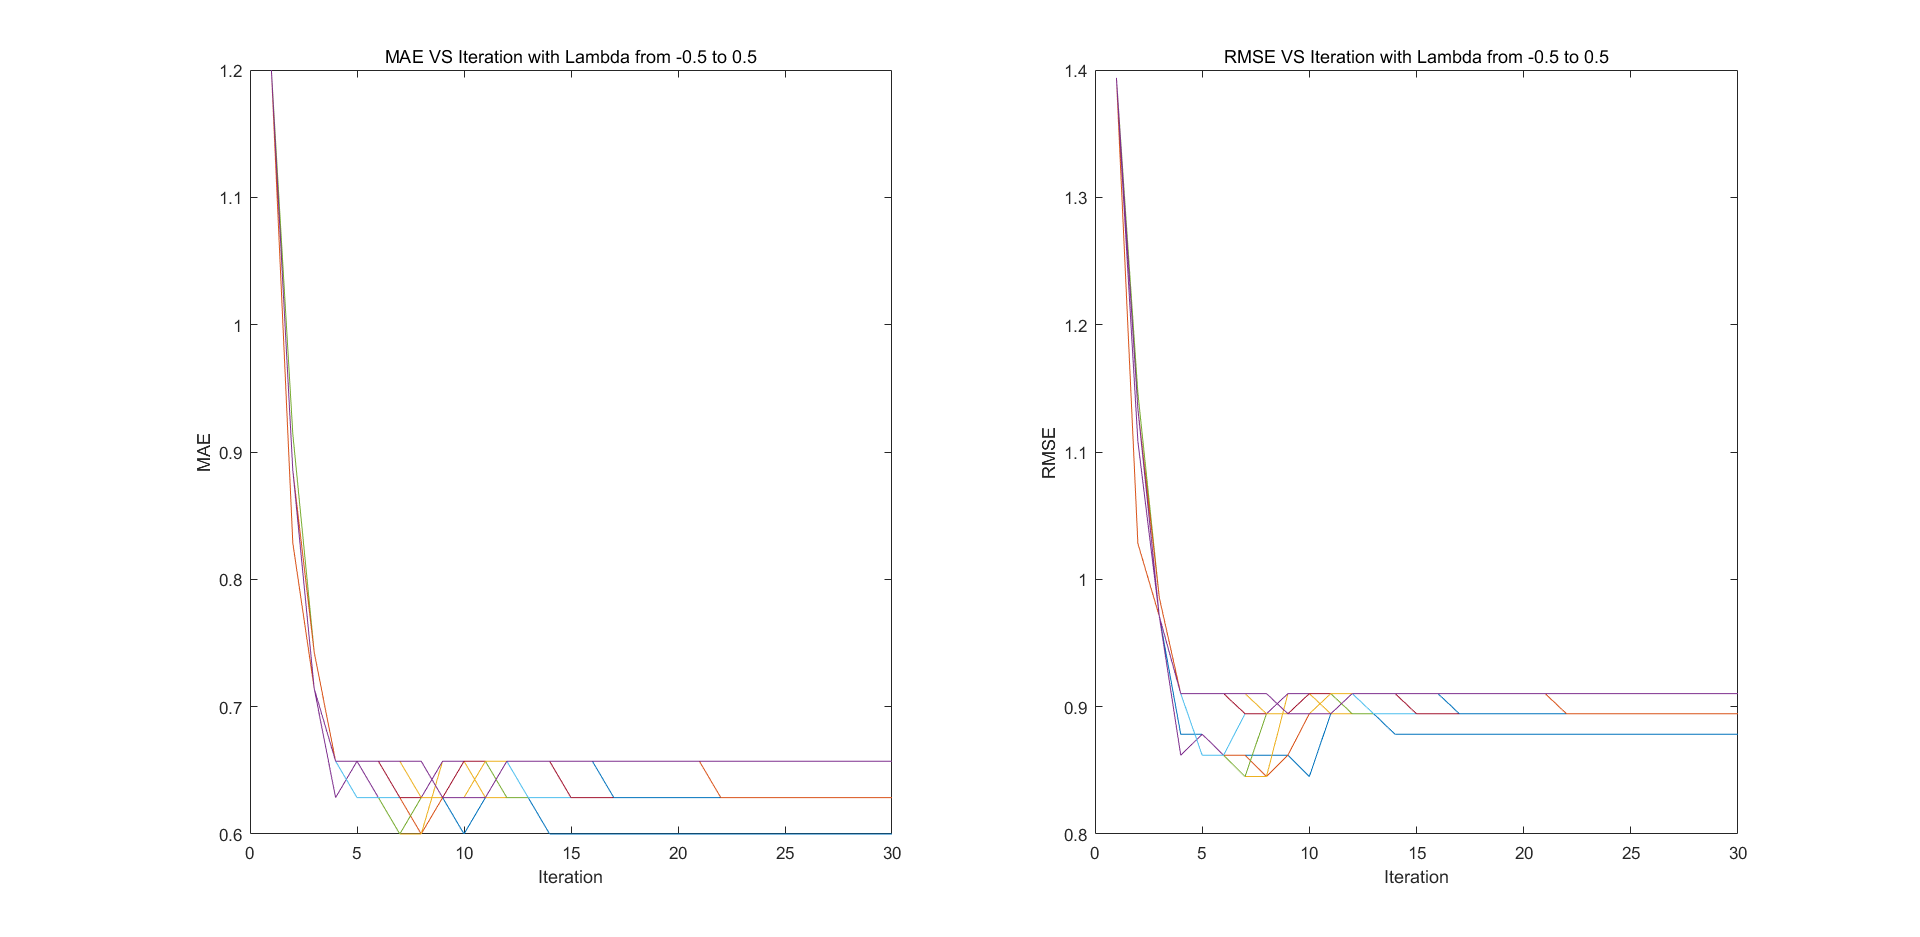 MAE VS Iteration with Lambda from -0.5 to 0.5
1.2
1.1
1
0.9
0.8
0.7
0.6
MAE
0 5 10 15 20 25 30
Iteration
RMSE VS Iteration with Lambda from -0.5 to 0.5
1.4
1.3
1.2
1.1
1
0.9
0.8
RMSE
0 5 10 15 20 25 30
Iteration